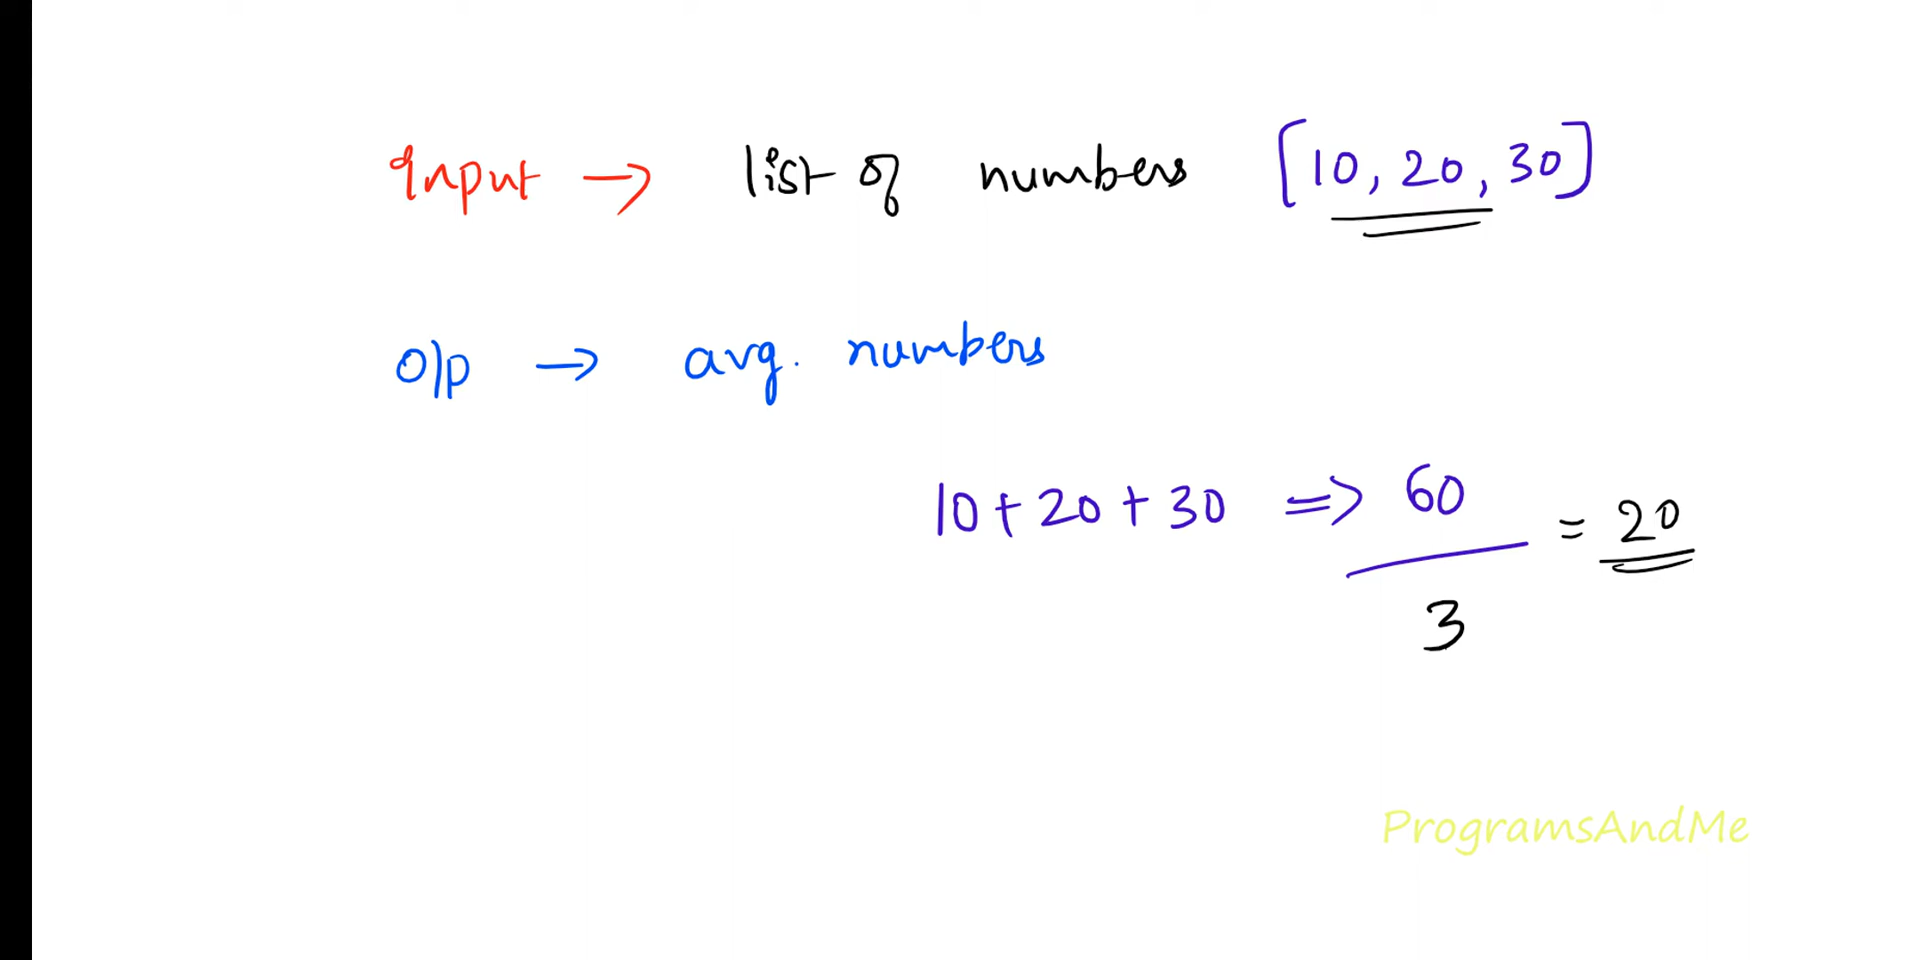 Input → list of numbers [10, 20, 30]
O/p → avg. numbers
10 + 20 + 30 => 60 / 3 = 20
ProgramsAndMe